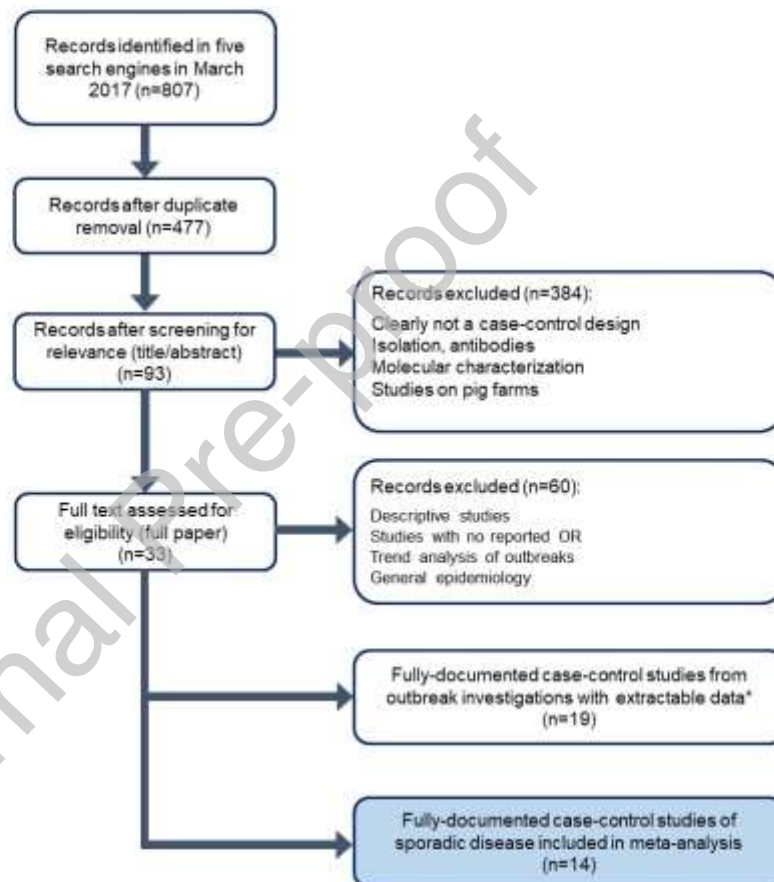 Records identified in five
search engines in March
2017 (n=807)
Records after duplicate
removal (n=477)
Records after screening for
relevance (title/abstract)
(n=93)
Records excluded (n=384):
Clearly not a case-control design
Isolation, antibodies
Molecular characterization
Studies on pig farms
Full text assessed for
eligibility (full paper)
(n=33)
Records excluded (n=60):
Descriptive studies
Studies with no reported OR
Trend analysis of outbreaks
General epidemiology
Fully-documented case-control studies from
outbreak investigations with extractable data*
(n=19)
Fully-documented case-control studies of
sporadic disease included in meta-analysis
(n=14)
nal Pre-proof